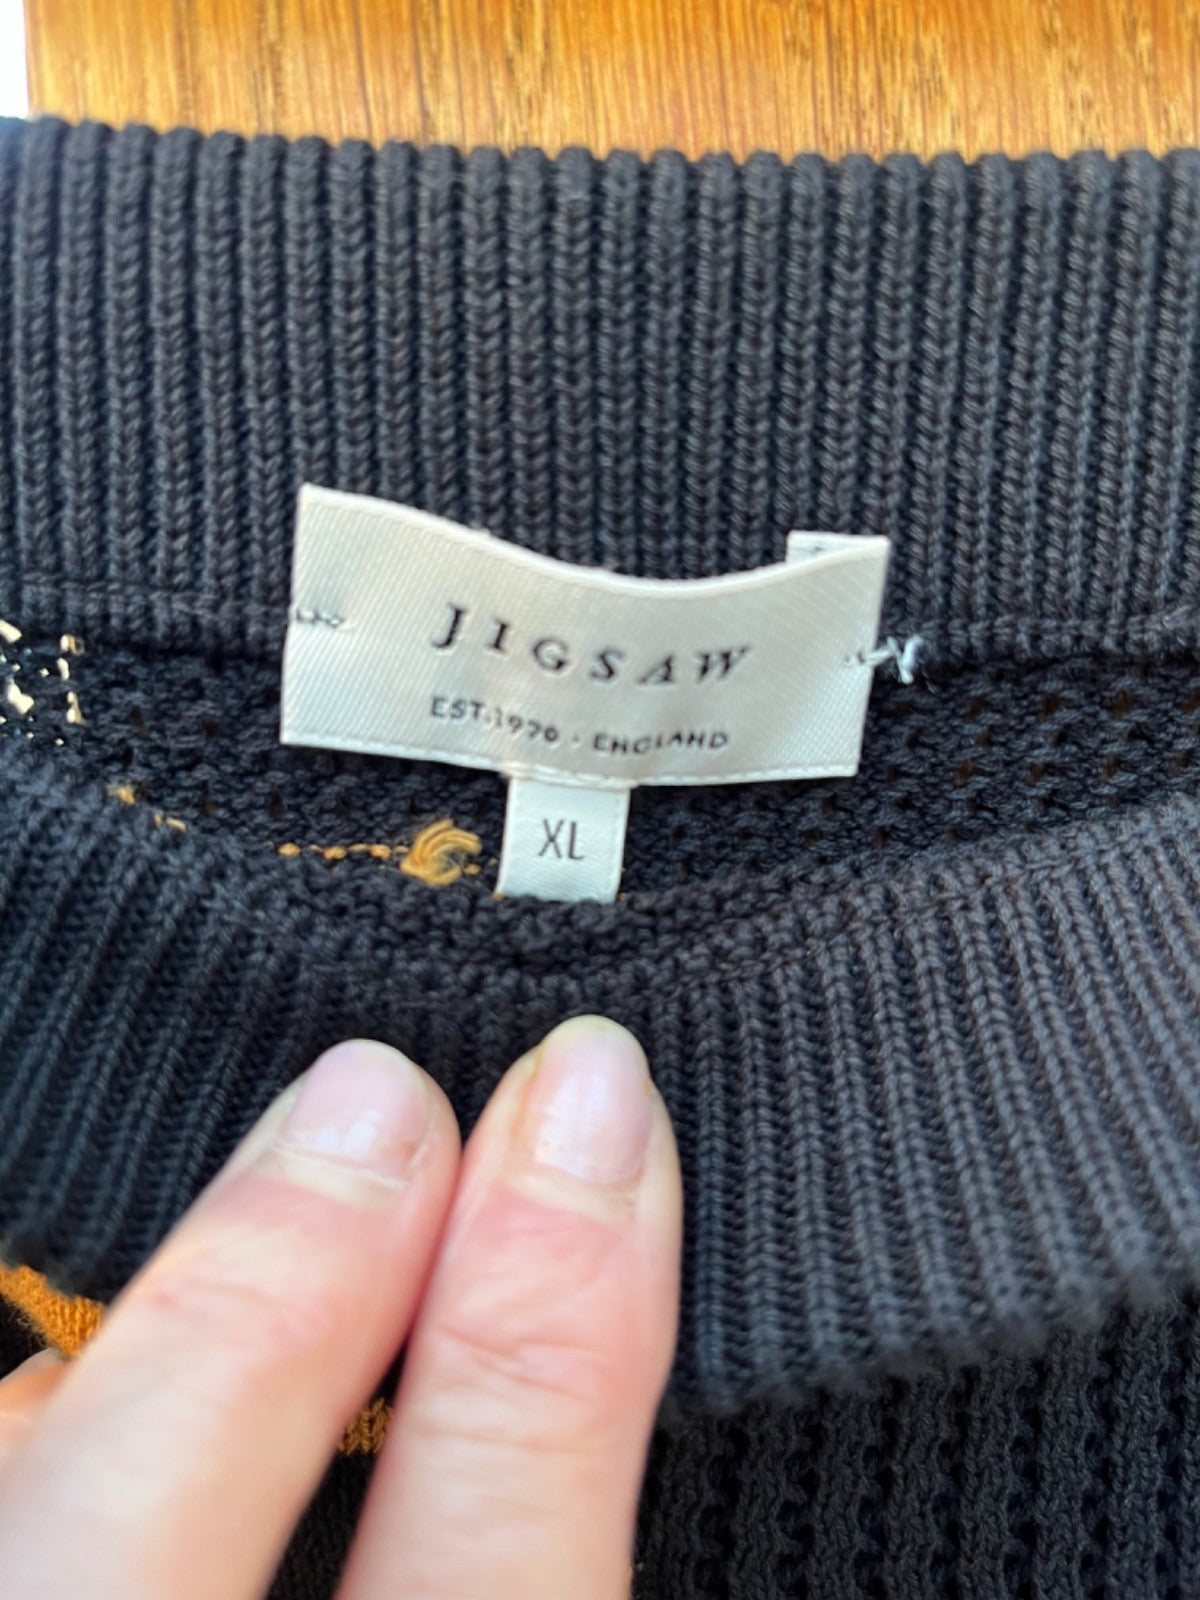 JIGSAW
EST. 1970 · ENGLAND
XL